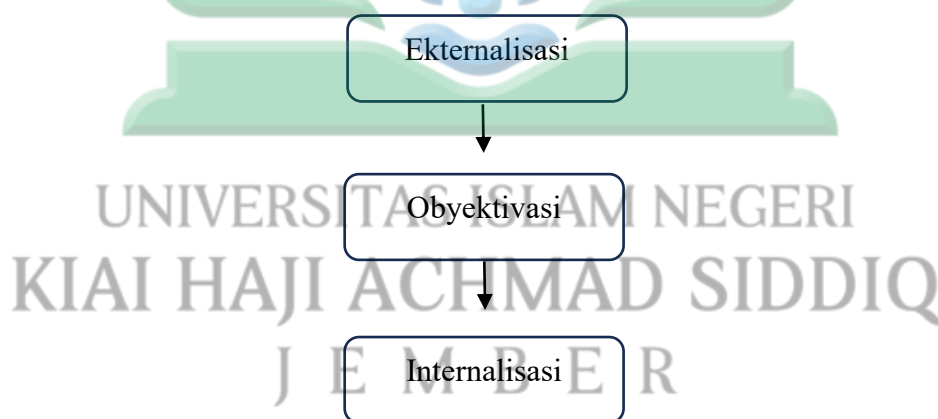 Ekternalisasi
UNIVERSITAS ISLAM NEGERI
Obyektivasi
KIAI HAJI ACHMAD SIDDIQ
Internalisasi
JEMBER